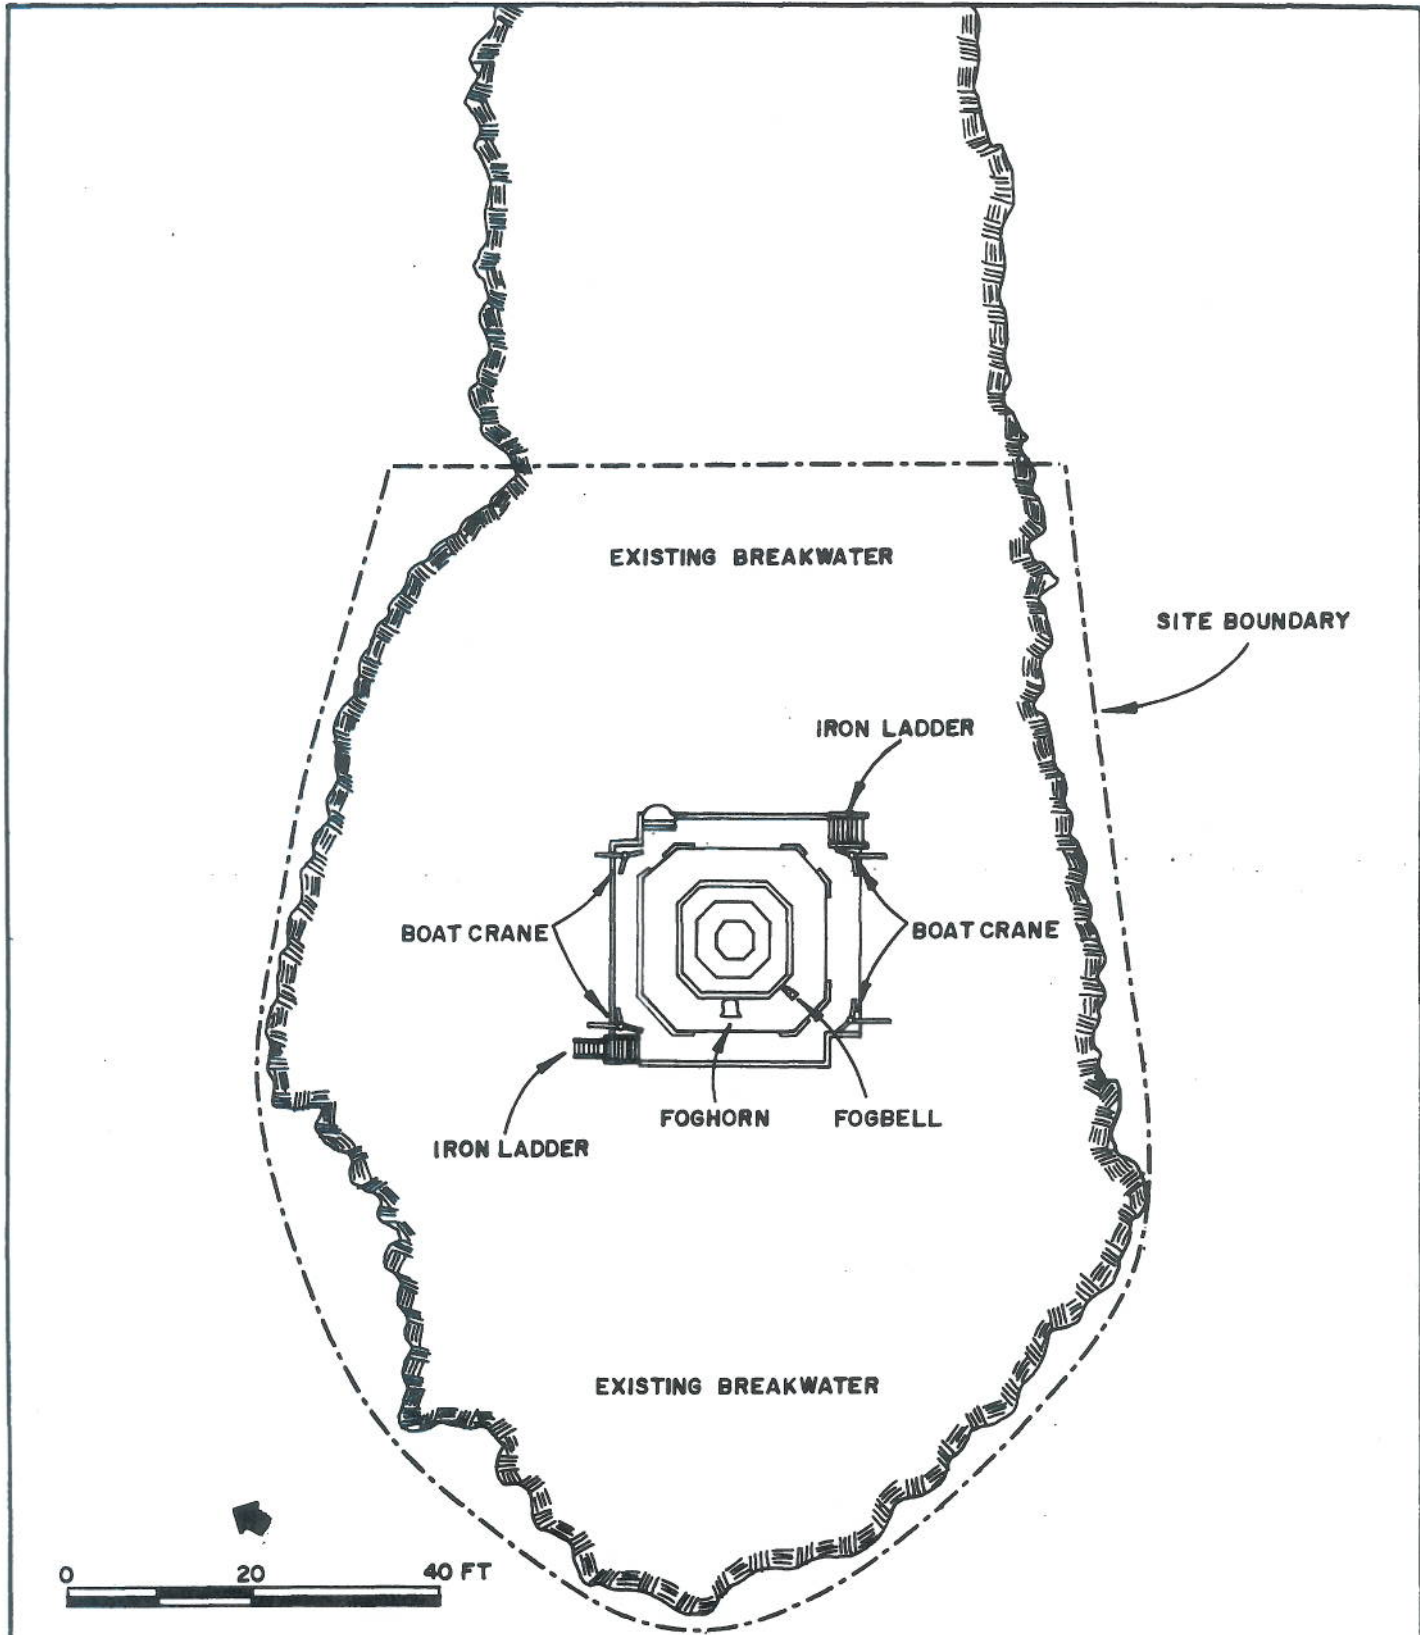 EXISTING BREAKWATER
SITE BOUNDARY
IRON LADDER
BOAT CRANE
BOAT CRANE
FOGHORN
FOGBELL
IRON LADDER
EXISTING BREAKWATER
0 20 40 FT